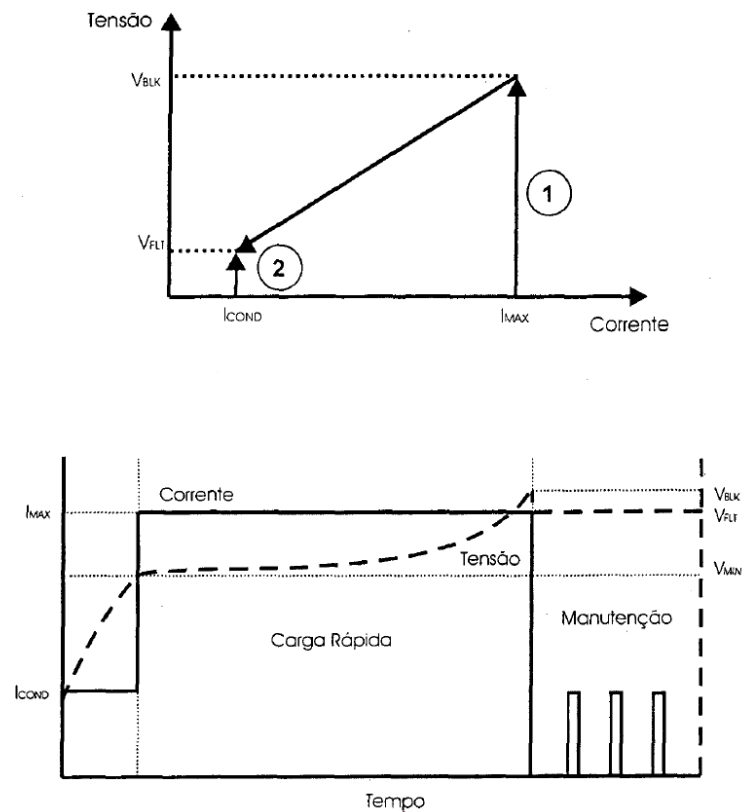 Tensão
VBLK
1
VFLT
2
ICOND
IMAX
Corrente
Corrente
VBLK
IMAX
VFLT
Tensão
VMIN
Manutenção
Carga Rápida
ICOND
Tempo